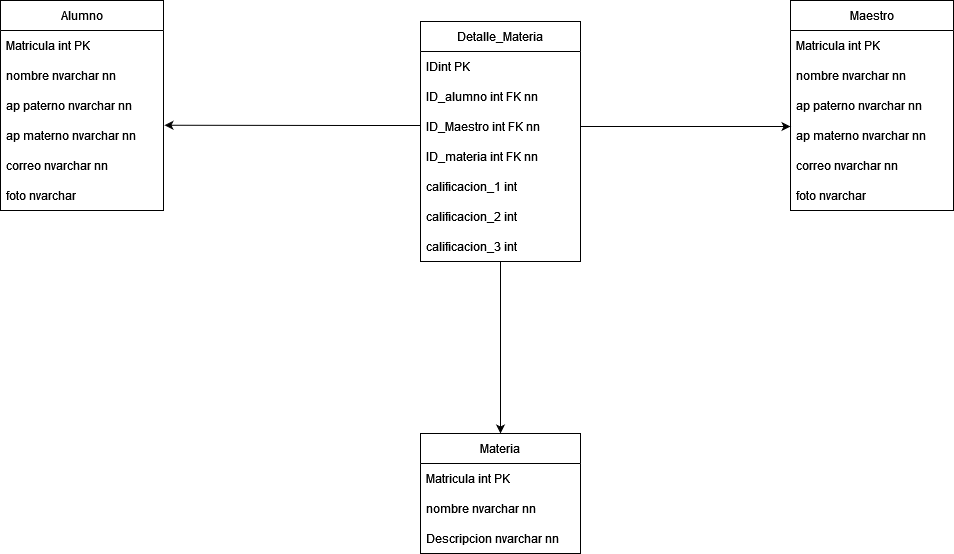 Alumno
Matricula int PK
nombre nvarchar nn
ap paterno nvarchar nn
ap materno nvarchar nn
correo nvarchar nn
foto nvarchar
Detalle_Materia
IDint PK
ID_alumno int FK nn
ID_Maestro int FK nn
ID_materia int FK nn
calificacion_1 int
calificacion_2 int
calificacion_3 int
Maestro
Matricula int PK
nombre nvarchar nn
ap paterno nvarchar nn
ap materno nvarchar nn
correo nvarchar nn
foto nvarchar
Materia
Matricula int PK
nombre nvarchar nn
Descripcion nvarchar nn